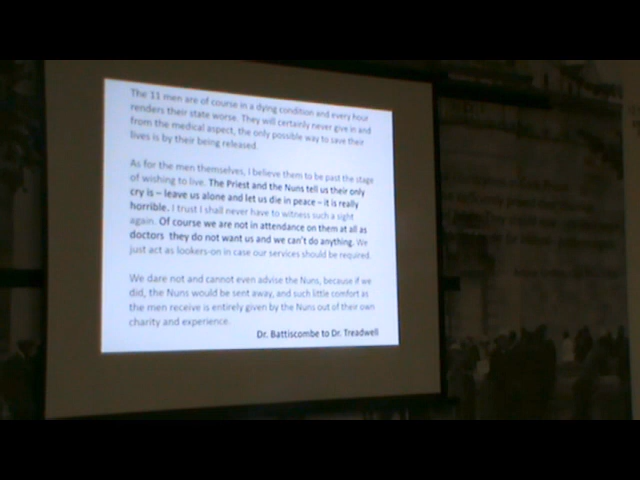 The 11 men are of course in a dying condition and every hour
renders their state worse. They will certainly never give in and
from the medical aspect, the only possible way to save their
lives is by their being released.
As for the men themselves, I believe them to be past the stage
of wishing to live. The Priest and the Nuns tell us their only
cry is – leave us alone and let us die in peace – it is really
horrible. I trust I shall never have to witness such a sight
again. Of course we are not in attendance on them at all as
doctors they do not want us and we can't do anything. We
just act as lookers-on in case our services should be required.
We dare not and cannot even advise the Nuns, because if we
did, the Nuns would be sent away, and such little comfort as
the men receive is entirely given by the Nuns out of their own
charity and experience.
Dr. Battiscombe to Dr. Treadwell